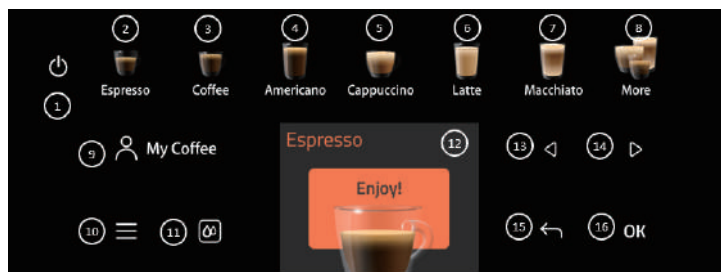 2 3 4 5 6 7 8
Espresso Coffee Americano Cappuccino Latte Macchiato More
1
9 My Coffee Espresso 12 13 14
Enjoy!
10 11 15 16 OK